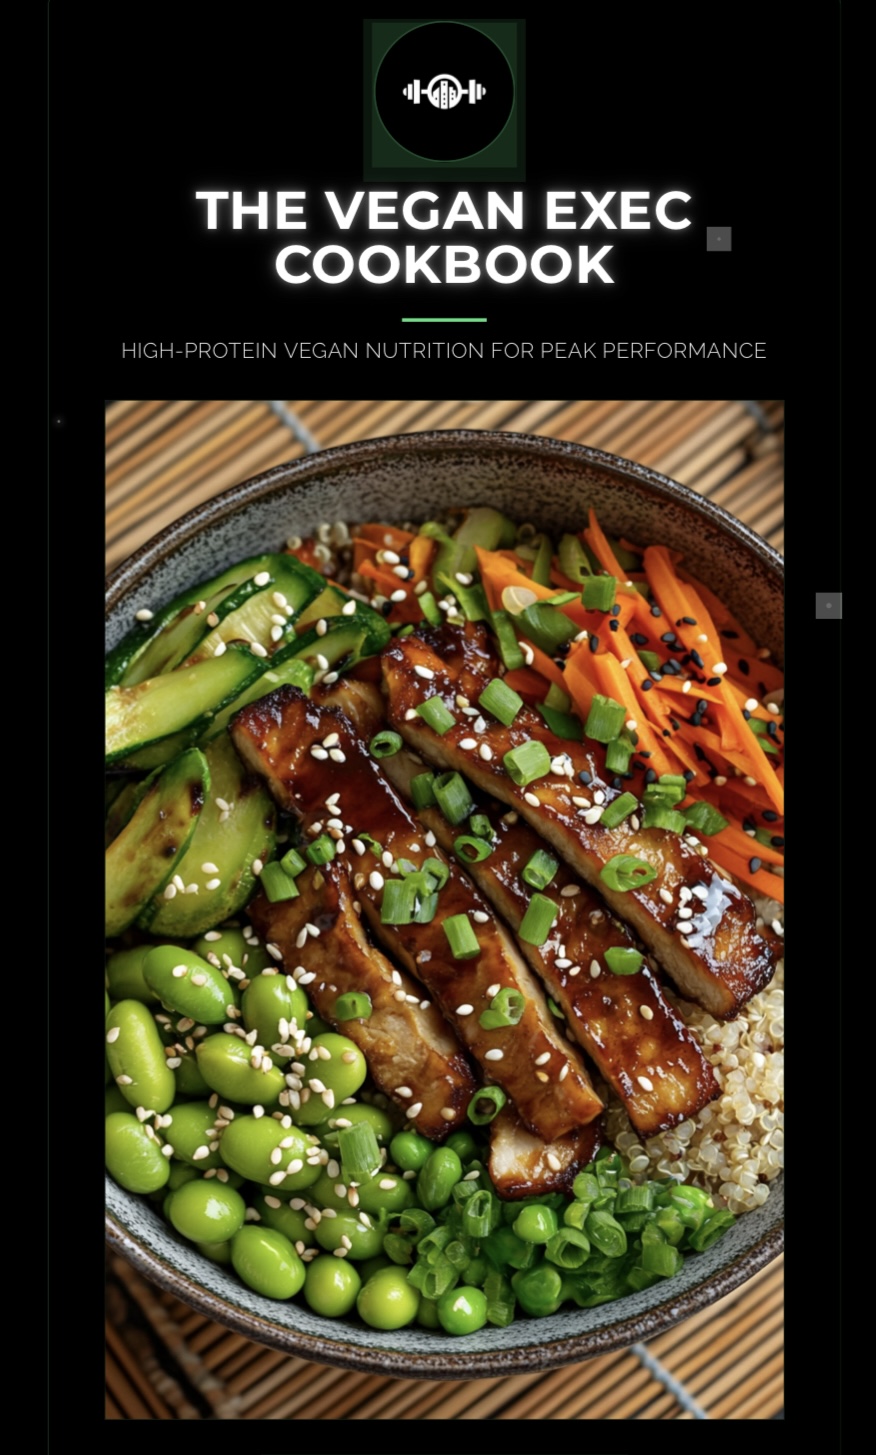 THE VEGAN EXEC
COOKBOOK
HIGH-PROTEIN VEGAN NUTRITION FOR PEAK PERFORMANCE